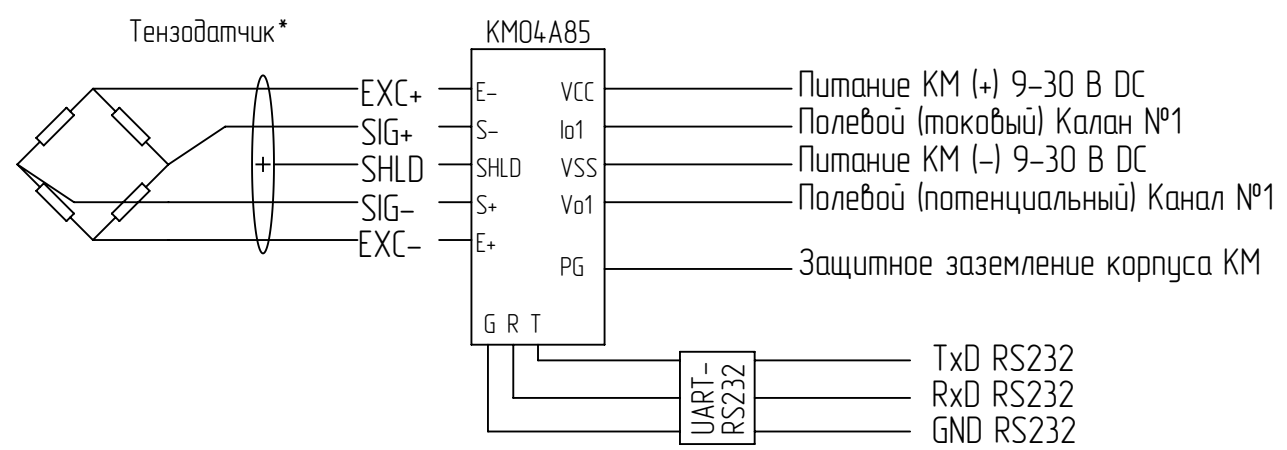 Тензодатчик*
KM04A85
EXC+
SIG+
SHLD
SIG-
EXC-
E-
S-
SHLD
S+
E+
VCC
Io1
VSS
Vo1
PG
G R T
Питание КМ (+) 9-30 В DC
Полевой (токовый) Калан №1
Питание КМ (-) 9-30 В DC
Полевой (потенциальный) Канал №1
Защитное заземление корпуса КМ
UART-
RS232
TxD RS232
RxD RS232
GND RS232